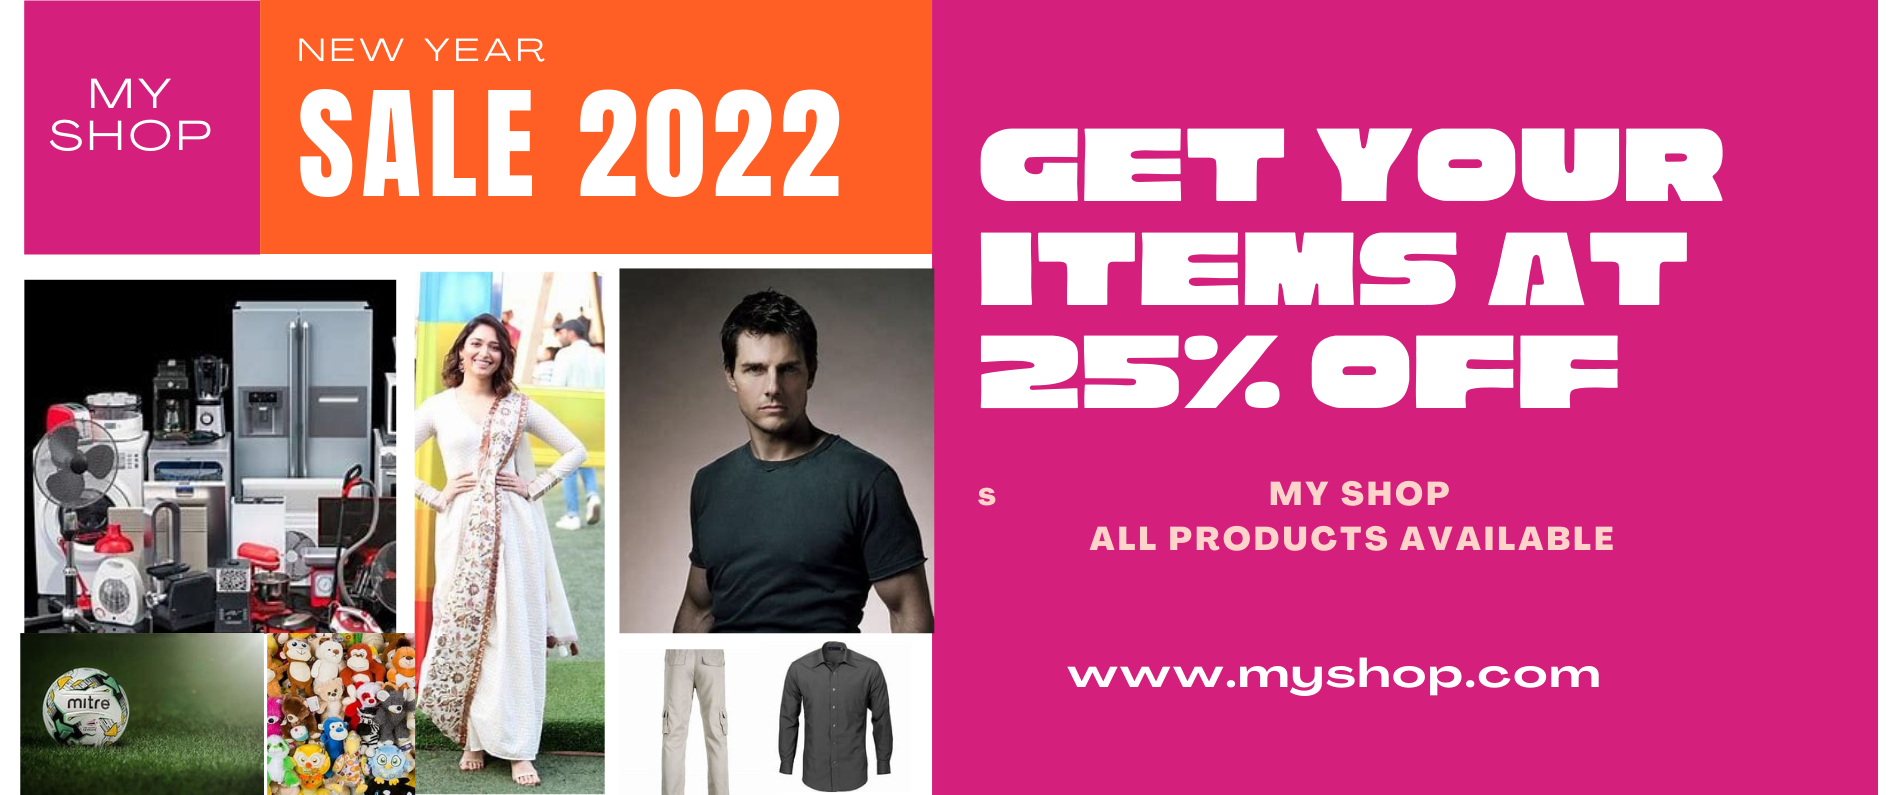 MY
SHOP
NEW YEAR
SALE 2022
GET YOUR
ITEMS AT
25% OFF
s
MY SHOP
ALL PRODUCTS AVAILABLE
www.myshop.com
mitre